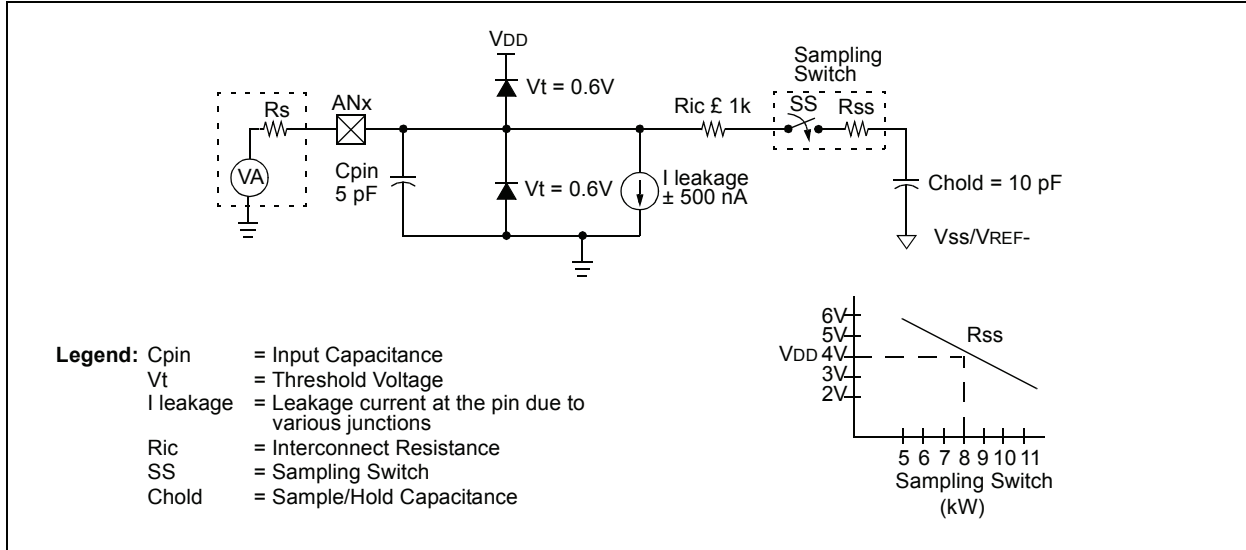 VDD
Sampling
Switch
Vt = 0.6V
Rs
ANx
Ric £ 1k
SS
Rss
VA
Cpin
5 pF
Vt = 0.6V
I leakage
± 500 nA
Chold = 10 pF
Vss/VREF-
Legend: Cpin = Input Capacitance
Vt = Threshold Voltage
I leakage = Leakage current at the pin due to
various junctions
Ric = Interconnect Resistance
SS = Sampling Switch
Chold = Sample/Hold Capacitance
6V
5V
VDD 4V
3V
2V
Rss
5 6 7 8 9 10 11
Sampling Switch
(kW)